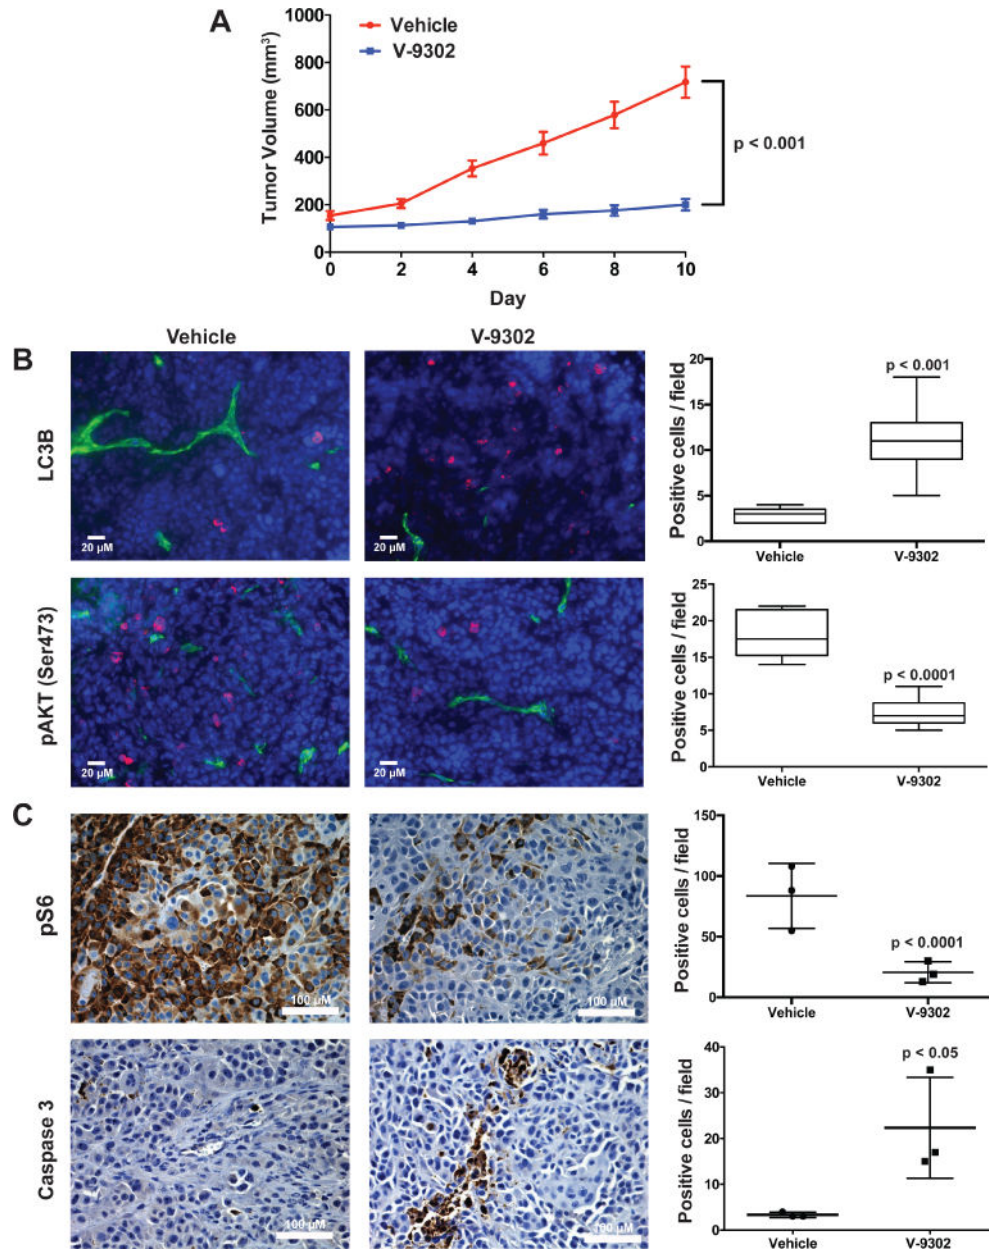 A
Vehicle
V-9302
Tumor Volume (mm³)
1000
800
600
400
200
0
0 2 4 6 8 10
Day
p < 0.001
B
Vehicle
V-9302
LC3B
20 µM
20 µM
Positive cells / field
20
15
10
5
0
p < 0.001
Vehicle
V-9302
pAKT (Ser473)
20 µM
20 µM
Positive cells / field
25
20
15
10
5
0
p < 0.0001
Vehicle
V-9302
C
pS6
100 µM
100 µM
Positive cells / field
150
100
50
0
p < 0.0001
Vehicle
V-9302
Caspase 3
100 µM
100 µM
Positive cells / field
40
30
20
10
0
p < 0.05
Vehicle
V-9302